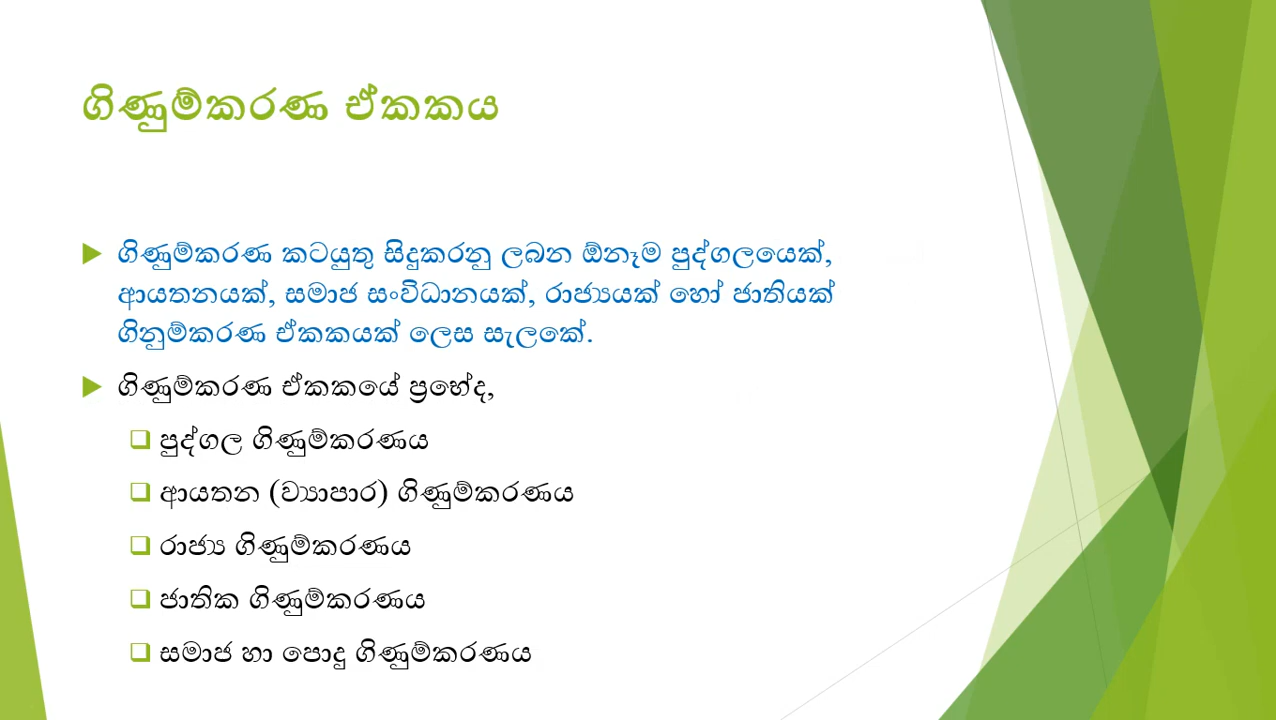 ගිණුම්කරණ ඒකකය
ගිණුම්කරණ කටයුතු සිදුකරනු ලබන ඕනෑම පුද්ගලයෙක්,
ආයතනයක්, සමාජ සංවිධානයක්, රාජ්‍යයක් හෝ ජාතියක්
ගිනුම්කරණ ඒකකයක් ලෙස සැලකේ.
ගිණුම්කරණ ඒකකයේ ප්‍රභේද,
පුද්ගල ගිණුම්කරණය
ආයතන (ව්‍යාපාර) ගිණුම්කරණය
රාජ්‍ය ගිණුම්කරණය
ජාතික ගිණුම්කරණය
සමාජ හා පොදු ගිණුම්කරණය